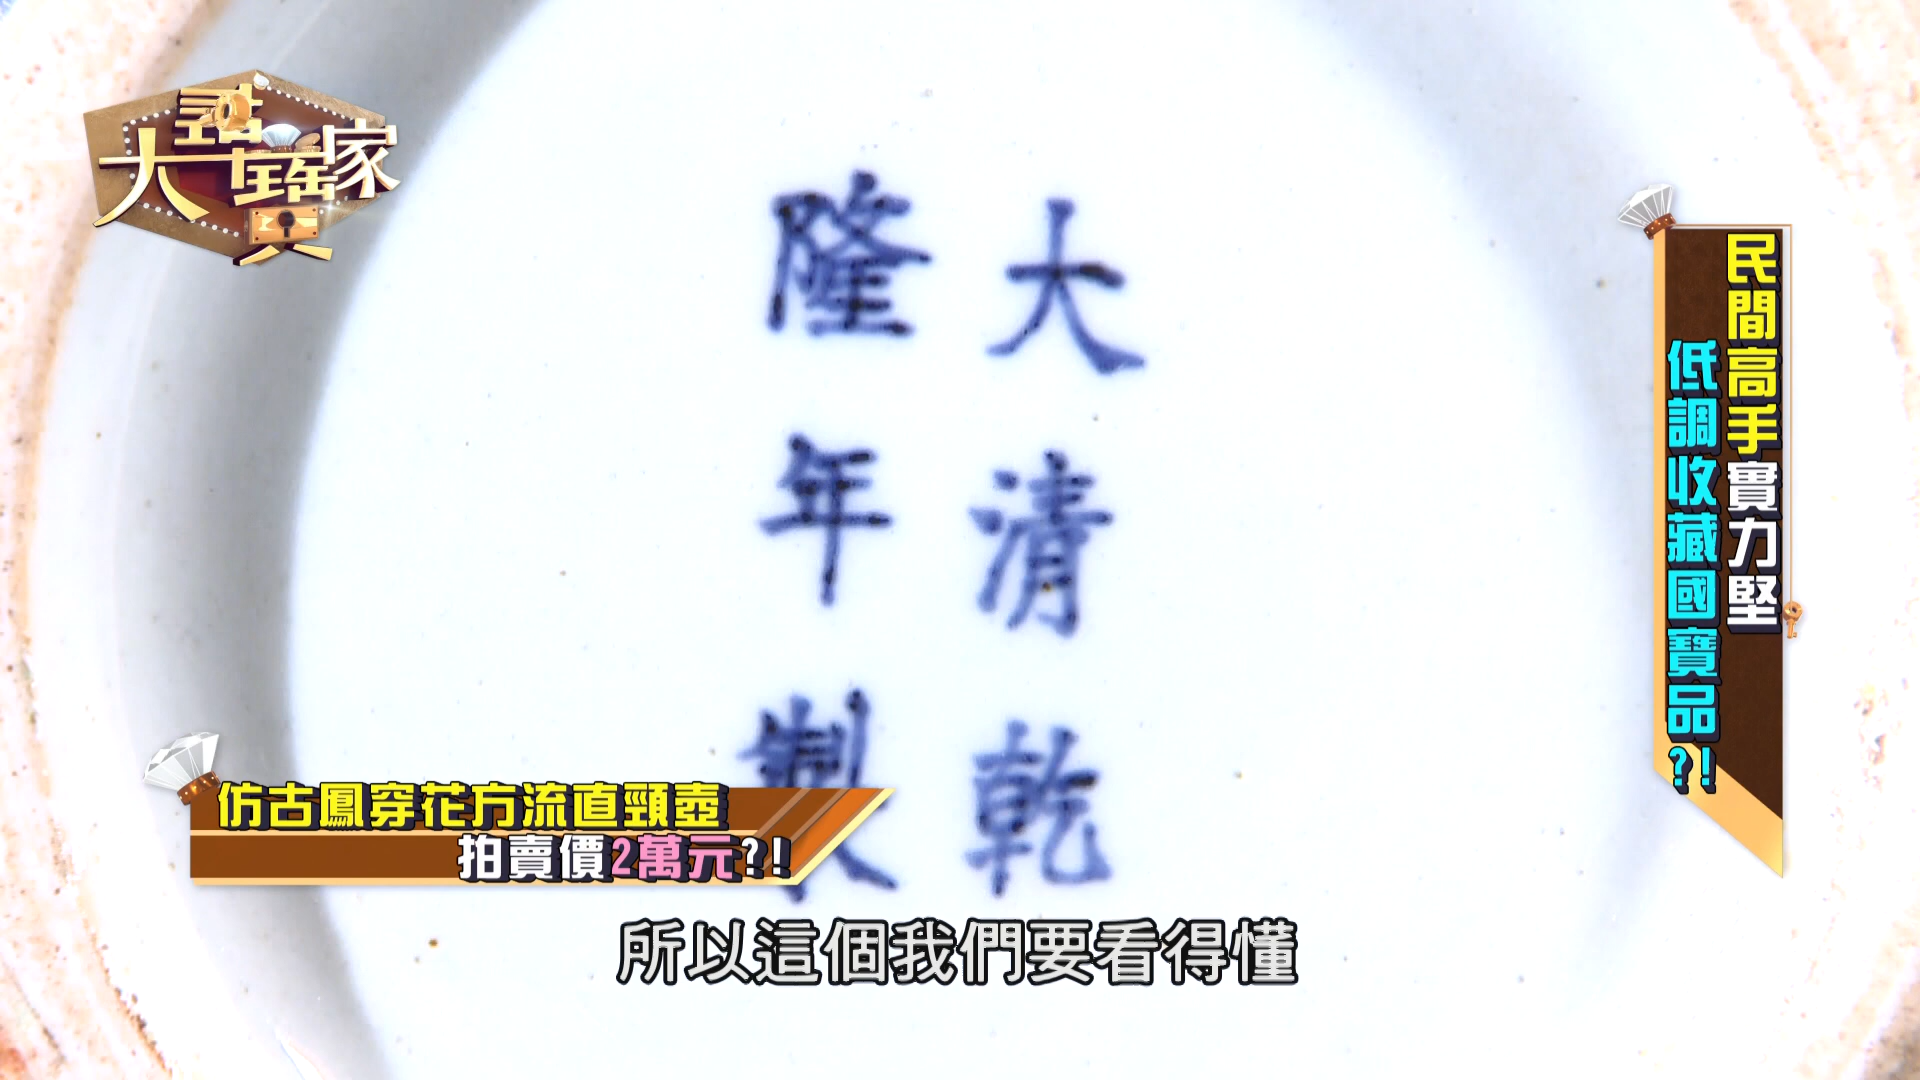 尋寶大玩家
大清乾
隆年製
民間高手實力堅
低調收藏國寶品?!
仿古鳳穿花方流直頸壺
拍賣價2萬元?!
所以這個我們要看得懂